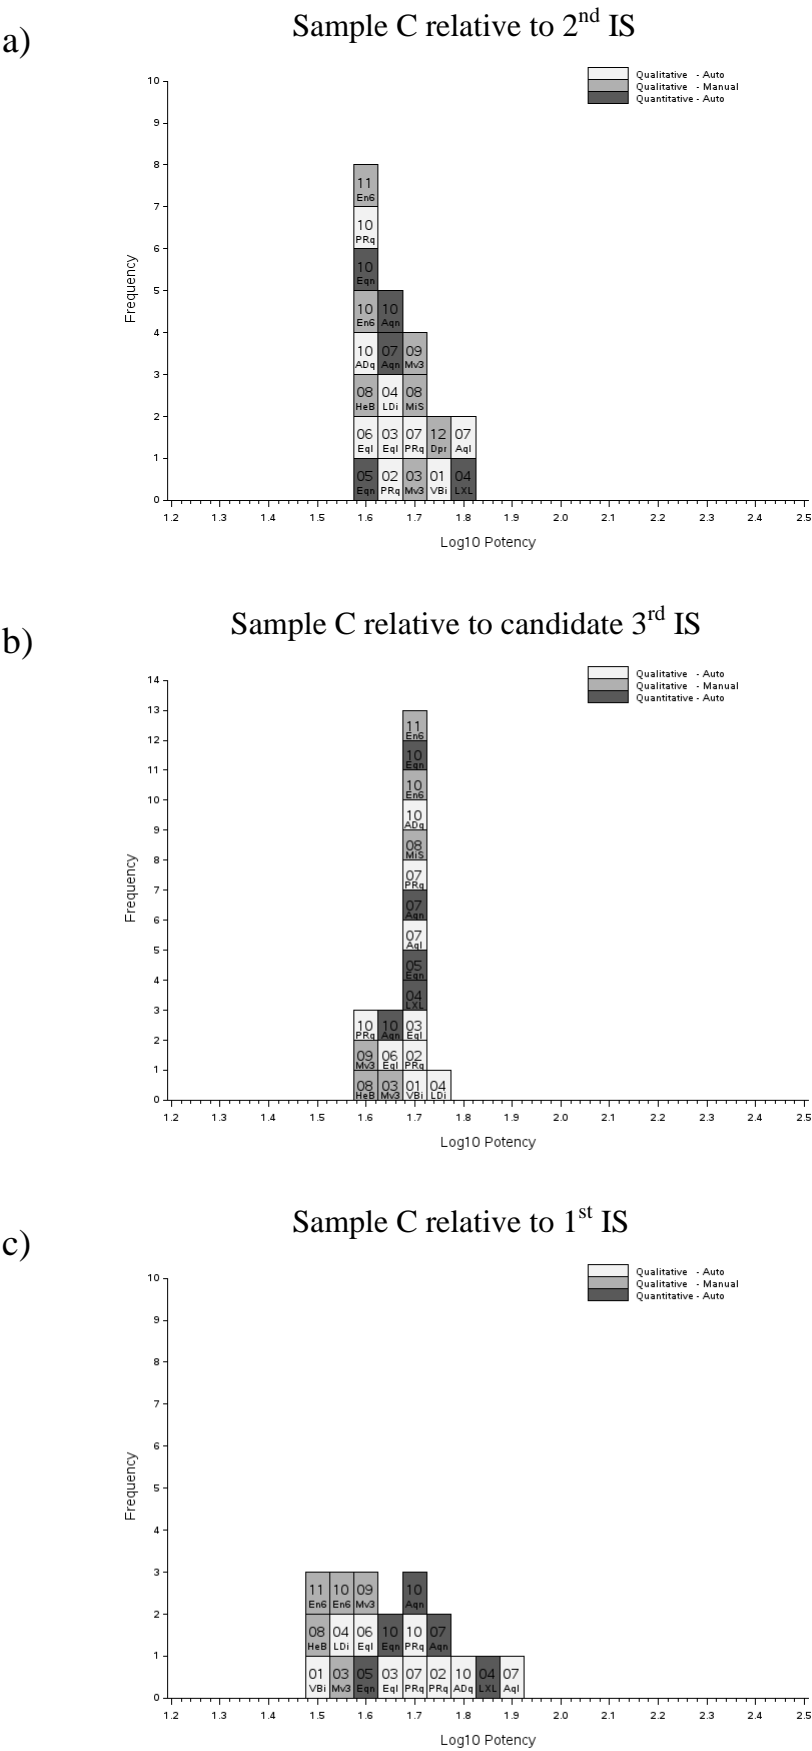 a)
Sample C relative to 2nd IS
Qualitative - Auto
Qualitative - Manual
Quantitative - Auto
Frequency
10
9
8
7
6
5
4
3
2
1
0
11 En6
10 PRq
10 Eqn
10 En6
10 Aqn
10 ADq
07 Aqn
09 Mv3
08 HeB
04 LDi
08 MiS
06 Eql
03 Eql
07 PRq
12 Dpr
07 Aql
05 Eqn
02 PRq
03 Mv3
01 VBi
04 LXL
1.2 1.3 1.4 1.5 1.6 1.7 1.8 1.9 2.0 2.1 2.2 2.3 2.4 2.5
Log10 Potency
b)
Sample C relative to candidate 3rd IS
Qualitative - Auto
Qualitative - Manual
Quantitative - Auto
Frequency
14
13
12
11
10
9
8
7
6
5
4
3
2
1
0
11 En6
10 Eqn
10 En6
10 ADq
08 MiS
07 PRq
07 Aqn
07 Aql
05 Eqn
04 LXL
10 PRq
10 Aqn
03 Eql
09 Mv3
06 Eql
02 PRq
08 HeB
03 Mv3
01 VBi
04 LDi
1.2 1.3 1.4 1.5 1.6 1.7 1.8 1.9 2.0 2.1 2.2 2.3 2.4 2.5
Log10 Potency
c)
Sample C relative to 1st IS
Qualitative - Auto
Qualitative - Manual
Quantitative - Auto
Frequency
10
9
8
7
6
5
4
3
2
1
0
11 En6
10 En6
09 Mv3
10 Aqn
08 HeB
04 LDi
06 Eql
10 Eqn
10 PRq
07 Aqn
01 VBi
03 Mv3
05 Eqn
03 Eql
07 PRq
02 PRq
10 ADq
04 LXL
07 Aql
1.2 1.3 1.4 1.5 1.6 1.7 1.8 1.9 2.0 2.1 2.2 2.3 2.4 2.5
Log10 Potency